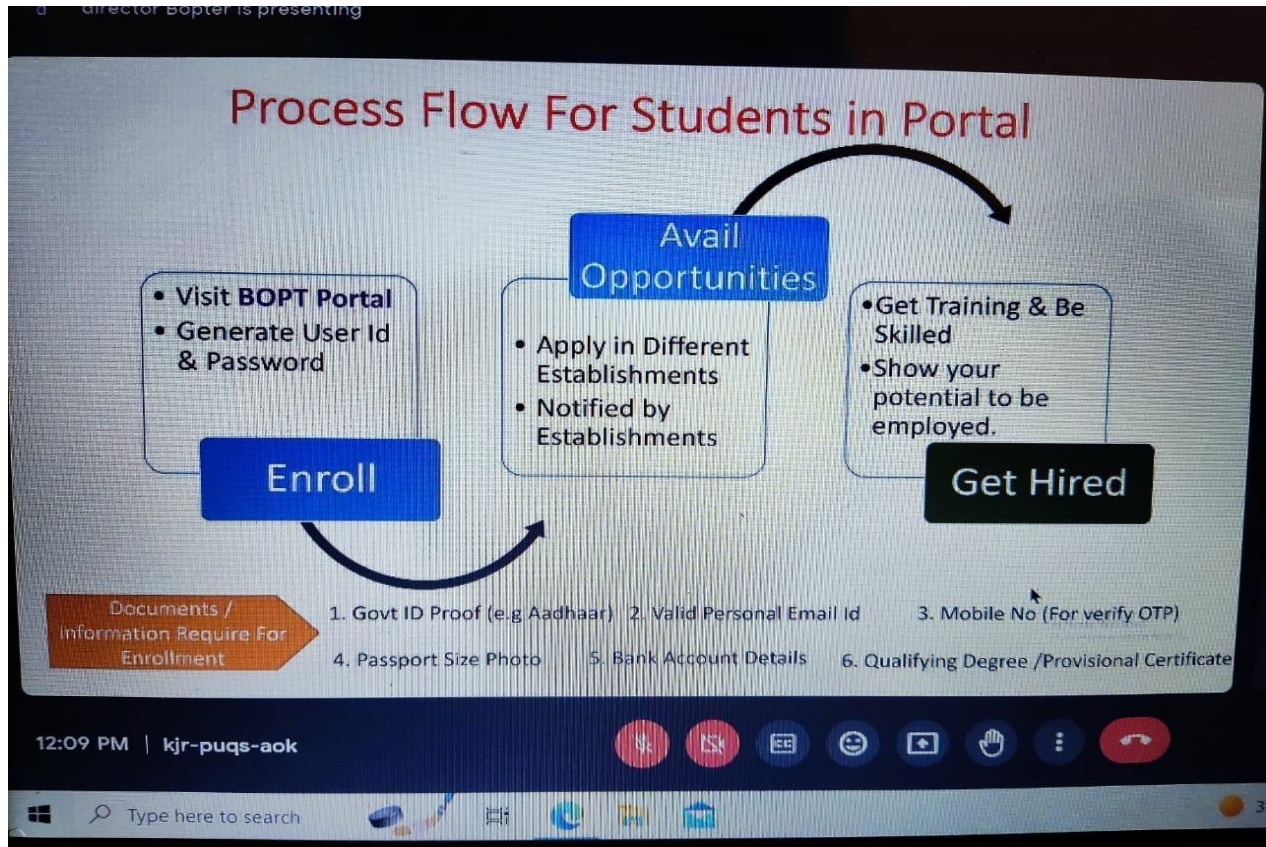 director Bopter is presenting
Process Flow For Students in Portal
• Visit BOPT Portal
• Generate User Id
& Password
Enroll
Avail
Opportunities
• Apply in Different
Establishments
• Notified by
Establishments
•Get Training & Be
Skilled
•Show your
potential to be
employed.
Get Hired
Documents /
Information Require For
Enrollment
1. Govt ID Proof (e.g Aadhaar) 2. Valid Personal Email Id 3. Mobile No (For verify OTP)
4. Passport Size Photo 5. Bank Account Details 6. Qualifying Degree /Provisional Certificate
12:09 PM | kjr-puqs-aok
CC
Type here to search